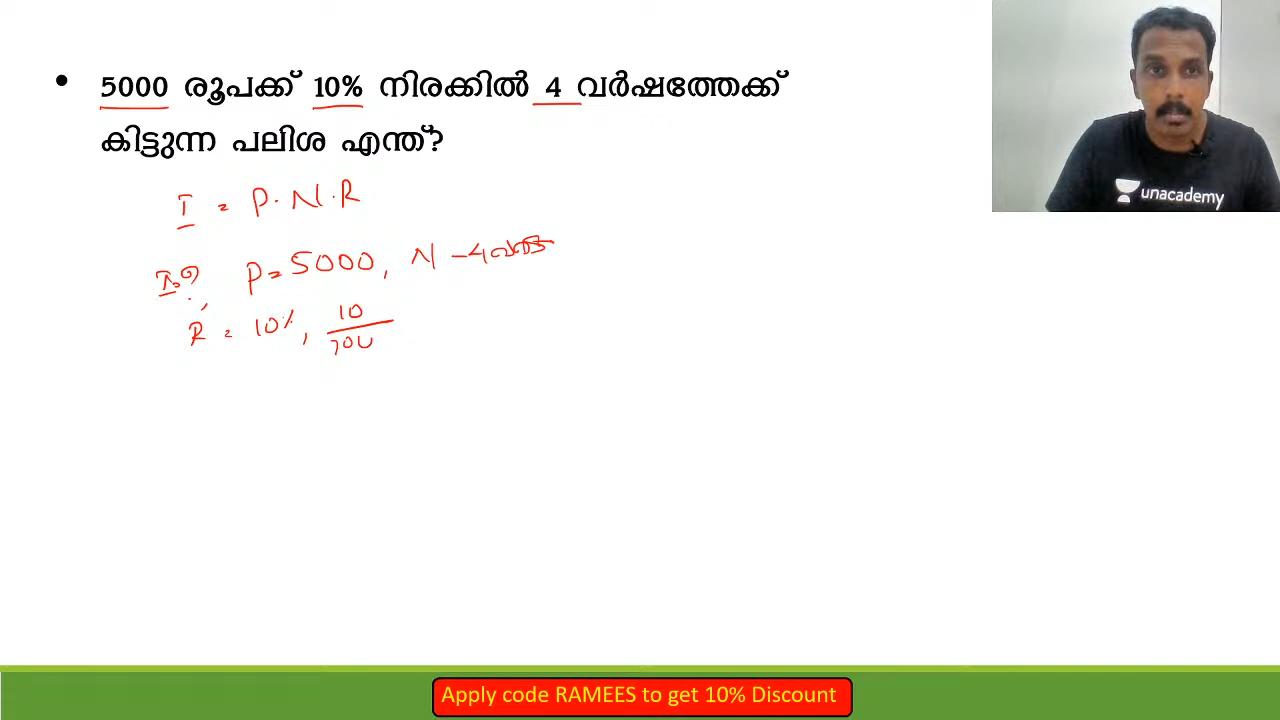 • 5000 രൂപക്ക് 10% നിരക്കിൽ 4 വർഷത്തേക്ക്
കിട്ടുന്ന പലിശ എന്ത്?
I = P.N.R
I = ?, P = 5000, N - 4
R = 10%, 10/100
unacademy
Apply code RAMEES to get 10% Discount